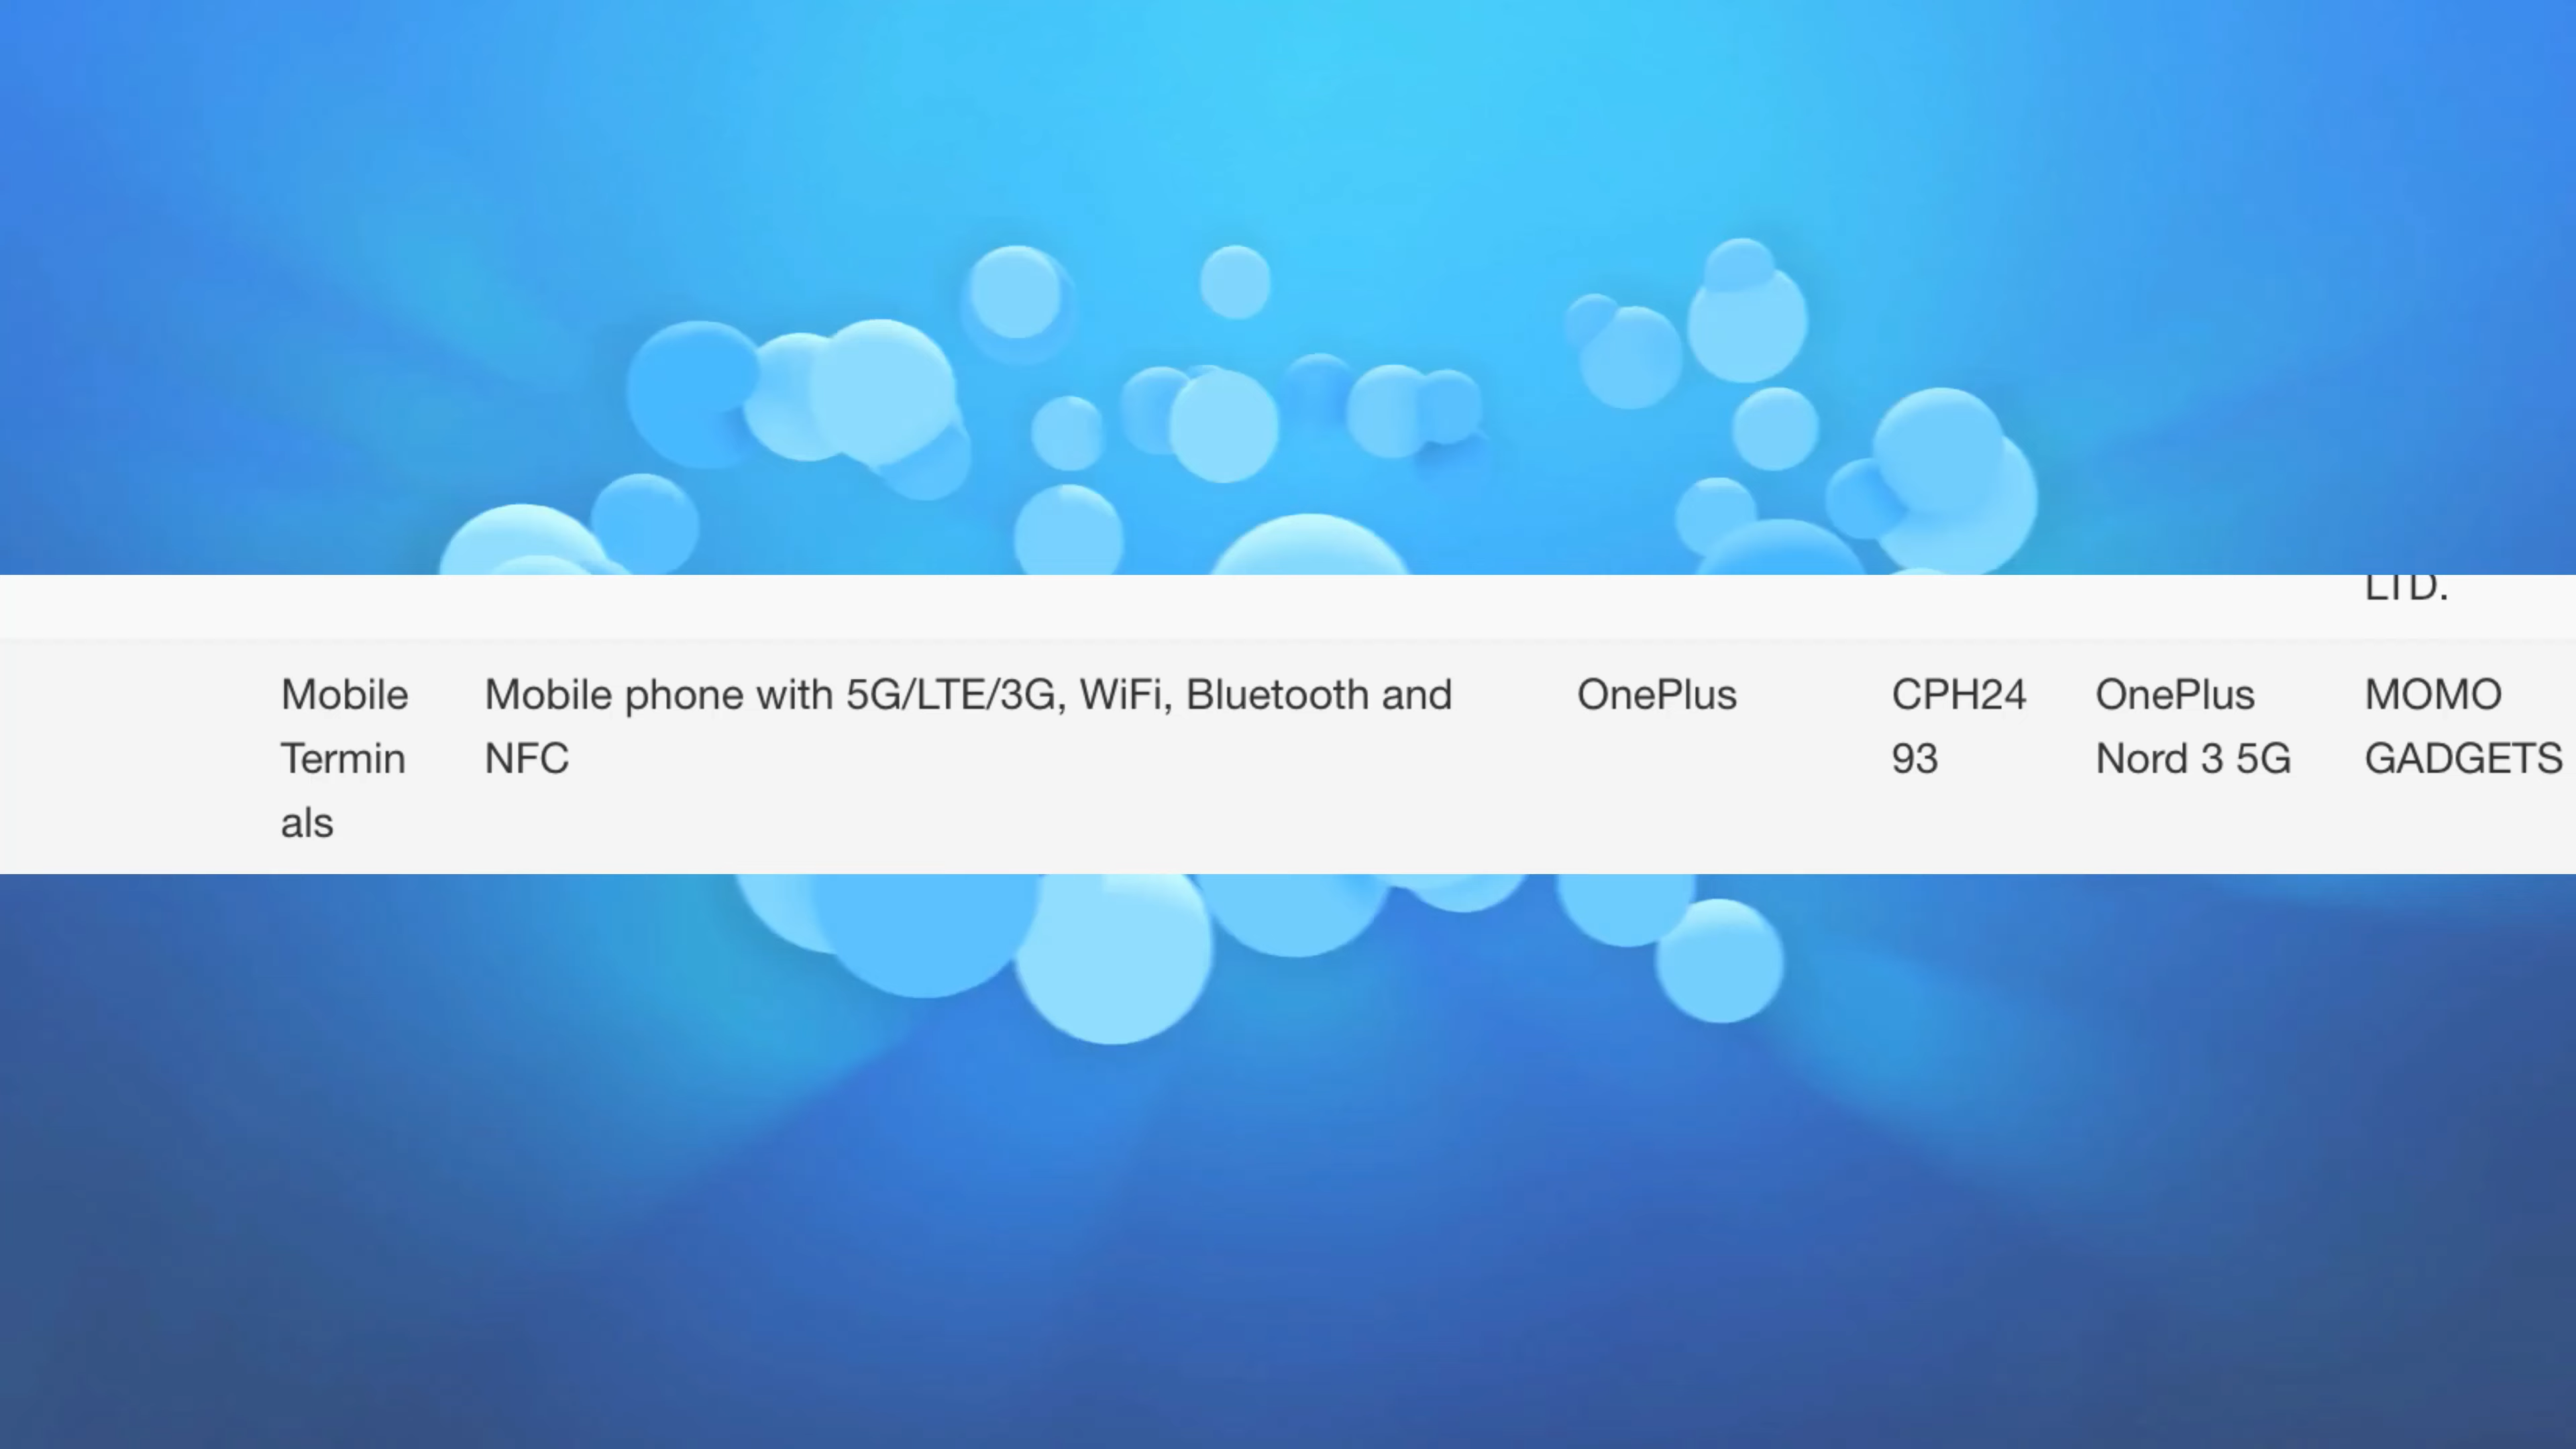 LTD.
Mobile Termin als
Mobile phone with 5G/LTE/3G, WiFi, Bluetooth and NFC
OnePlus
CPH24 93
OnePlus Nord 3 5G
MOMO GADGETS